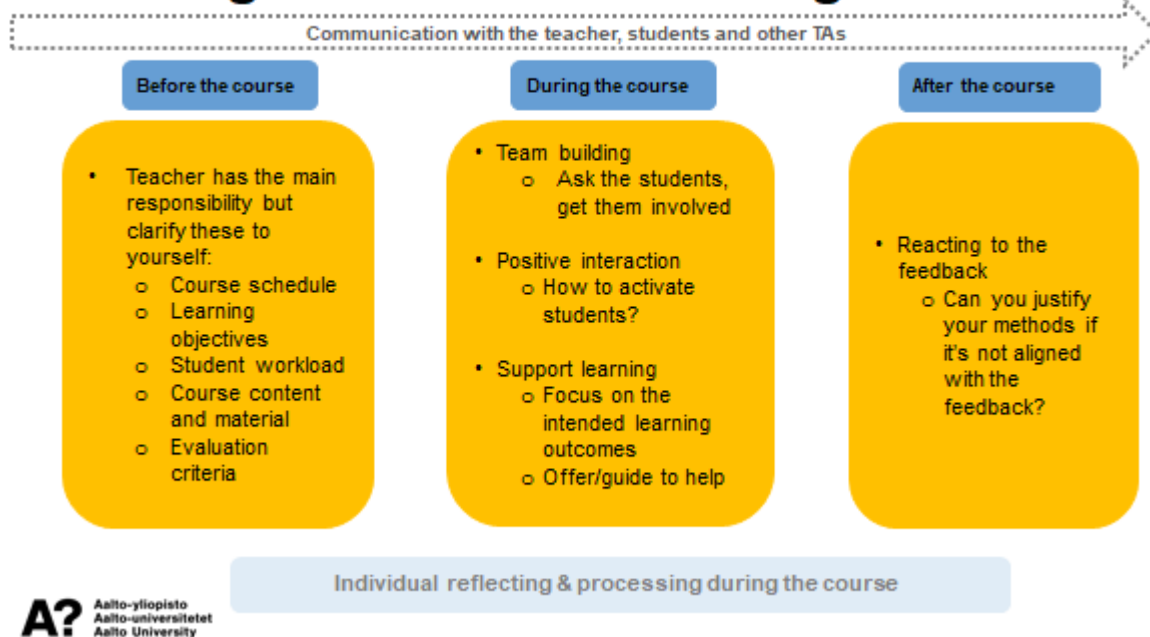 Communication with the teacher, students and other TAs
Before the course
During the course
After the course
• Teacher has the main
responsibility but
clarify these to
yourself:
o Course schedule
o Learning
objectives
o Student workload
o Course content
and material
o Evaluation
criteria
• Team building
o Ask the students,
get them involved
• Positive interaction
o How to activate
students?
• Support learning
o Focus on the
intended learning
outcomes
o Offer/guide to help
• Reacting to the
feedback
o Can you justify
your methods if
it's not aligned
with the
feedback?
Individual reflecting & processing during the course
A?
Aalto-yliopisto
Aalto-universitetet
Aalto University